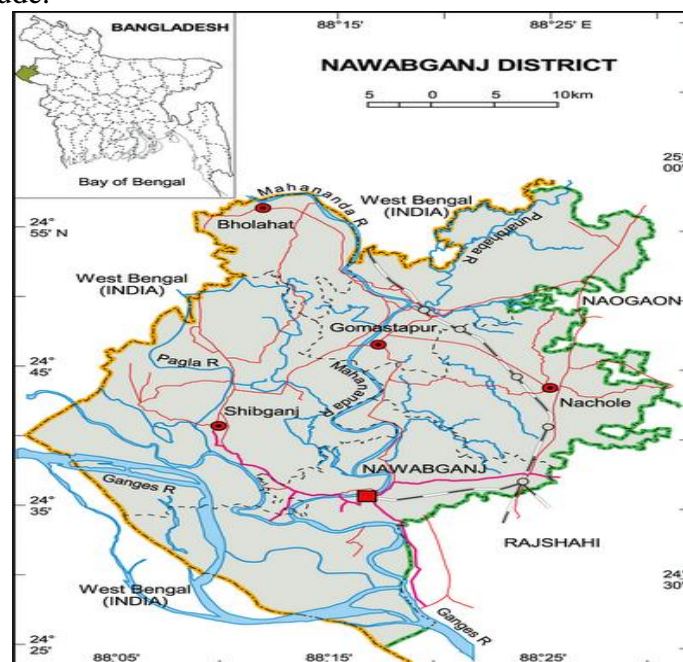 ade.
BANGLADESH
Bay of Bengal
88°15'
88°25' E
NAWABGANJ DISTRICT
5 0 5 10km
25°
00'
Mahananda R
West Bengal
(INDIA)
Punarbhaba R
24°
55' N
Bholahat
West Bengal
(INDIA)
NAOGAON
Gomastapur
24°
45'
Pagla R
Mahananda R
Nachole
Shibganj
NAWABGANJ
Ganges R
24°
35'
RAJSHAHI
West Bengal
(INDIA)
24°
30'
Ganges R
24°
25'
88°05'
88°15'
88°25'